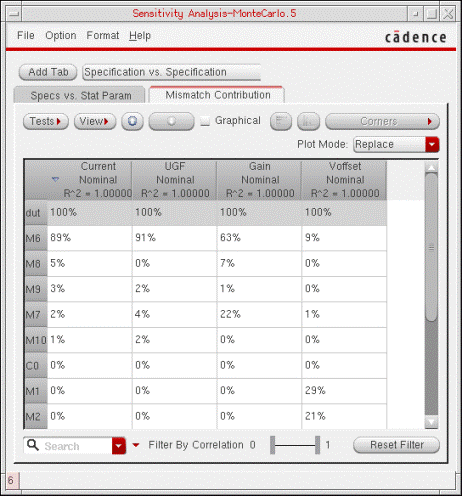 Sensitivity Analysis-MonteCarlo.5
File Option Format Help cādence
Add Tab Specification vs. Specification
Specs vs. Stat Param Mismatch Contribution
Tests View Graphical Corners
Plot Mode: Replace
Current UGF Gain Voffset
Nominal Nominal Nominal Nominal
R^2 = 1.00000 R^2 = 1.00000 R^2 = 1.00000 R^2 = 1.00000
dut 100% 100% 100% 100%
M6 89% 91% 63% 9%
M8 5% 0% 7% 0%
M9 3% 2% 1% 0%
M7 2% 4% 22% 1%
M10 1% 2% 0% 0%
C0 0% 0% 0% 0%
M1 0% 0% 0% 29%
M2 0% 0% 0% 21%
Search Filter By Correlation 0 1 Reset Filter
6